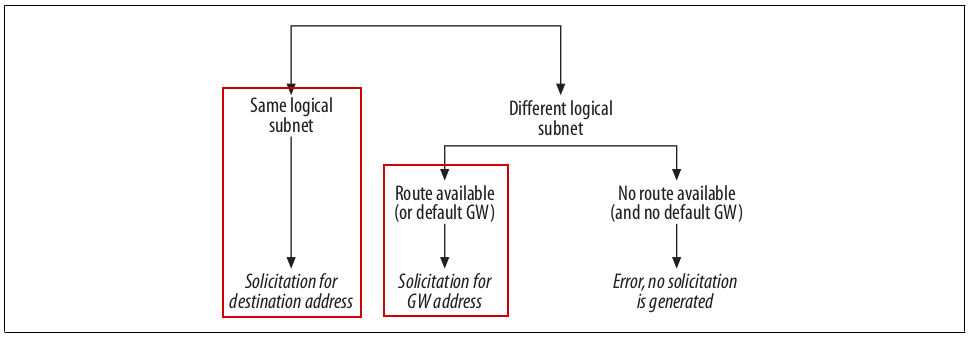 Same logical
subnet
Different logical
subnet
Route available
(or default GW)
No route available
(and no default GW)
Solicitation for
destination address
Solicitation for
GW address
Error, no solicitation
is generated